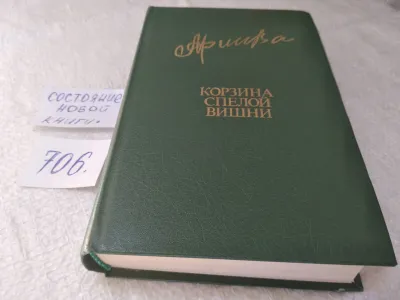 КОРЗИНА
СПЕЛОЙ
ВИШНИ
СОСТОЯНИЕ
НОВОЙ
КНИГИ.
706.